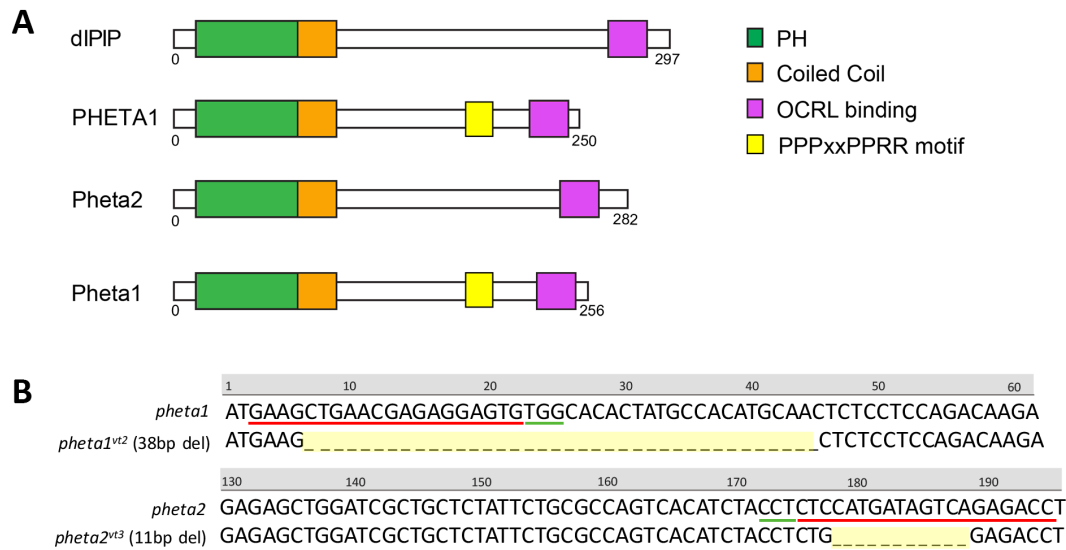 A
dIPIP
0
297
PHETA1
0
250
Pheta2
0
282
Pheta1
0
256
PH
Coiled Coil
OCRL binding
PPPxxPPRR motif
B
1 10 20 30 40 50 60
pheta1 ATGAAGCTGAACGAGAGGAGTGTGGCACACTATGCCACATGCAACTCTCCTCCAGACAAGA
pheta1vt2 (38bp del) ATGAAG CTCTCCTCCAGACAAGA
130 140 150 160 170 180 190
pheta2 GAGAGCTGGATCGCTGCTCTATTCTGCGCCAGTCACATCTACCTCTCCATGATAGTCAGAGACCT
pheta2vt3 (11bp del) GAGAGCTGGATCGCTGCTCTATTCTGCGCCAGTCACATCTACCTCTG GAGACCT